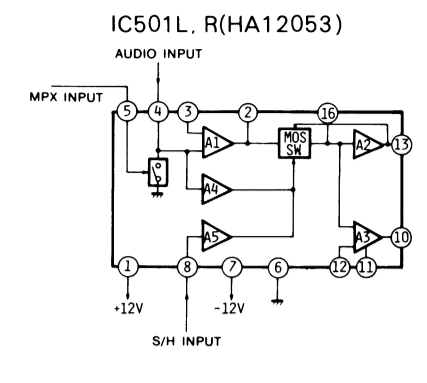 IC501L, R(HA12053)
AUDIO INPUT
MPX INPUT
5 4 3 2 16
A1 MOS SW A2 13
A4
A5 A3 10
1 8 7 6 12 11
+12V -12V
S/H INPUT